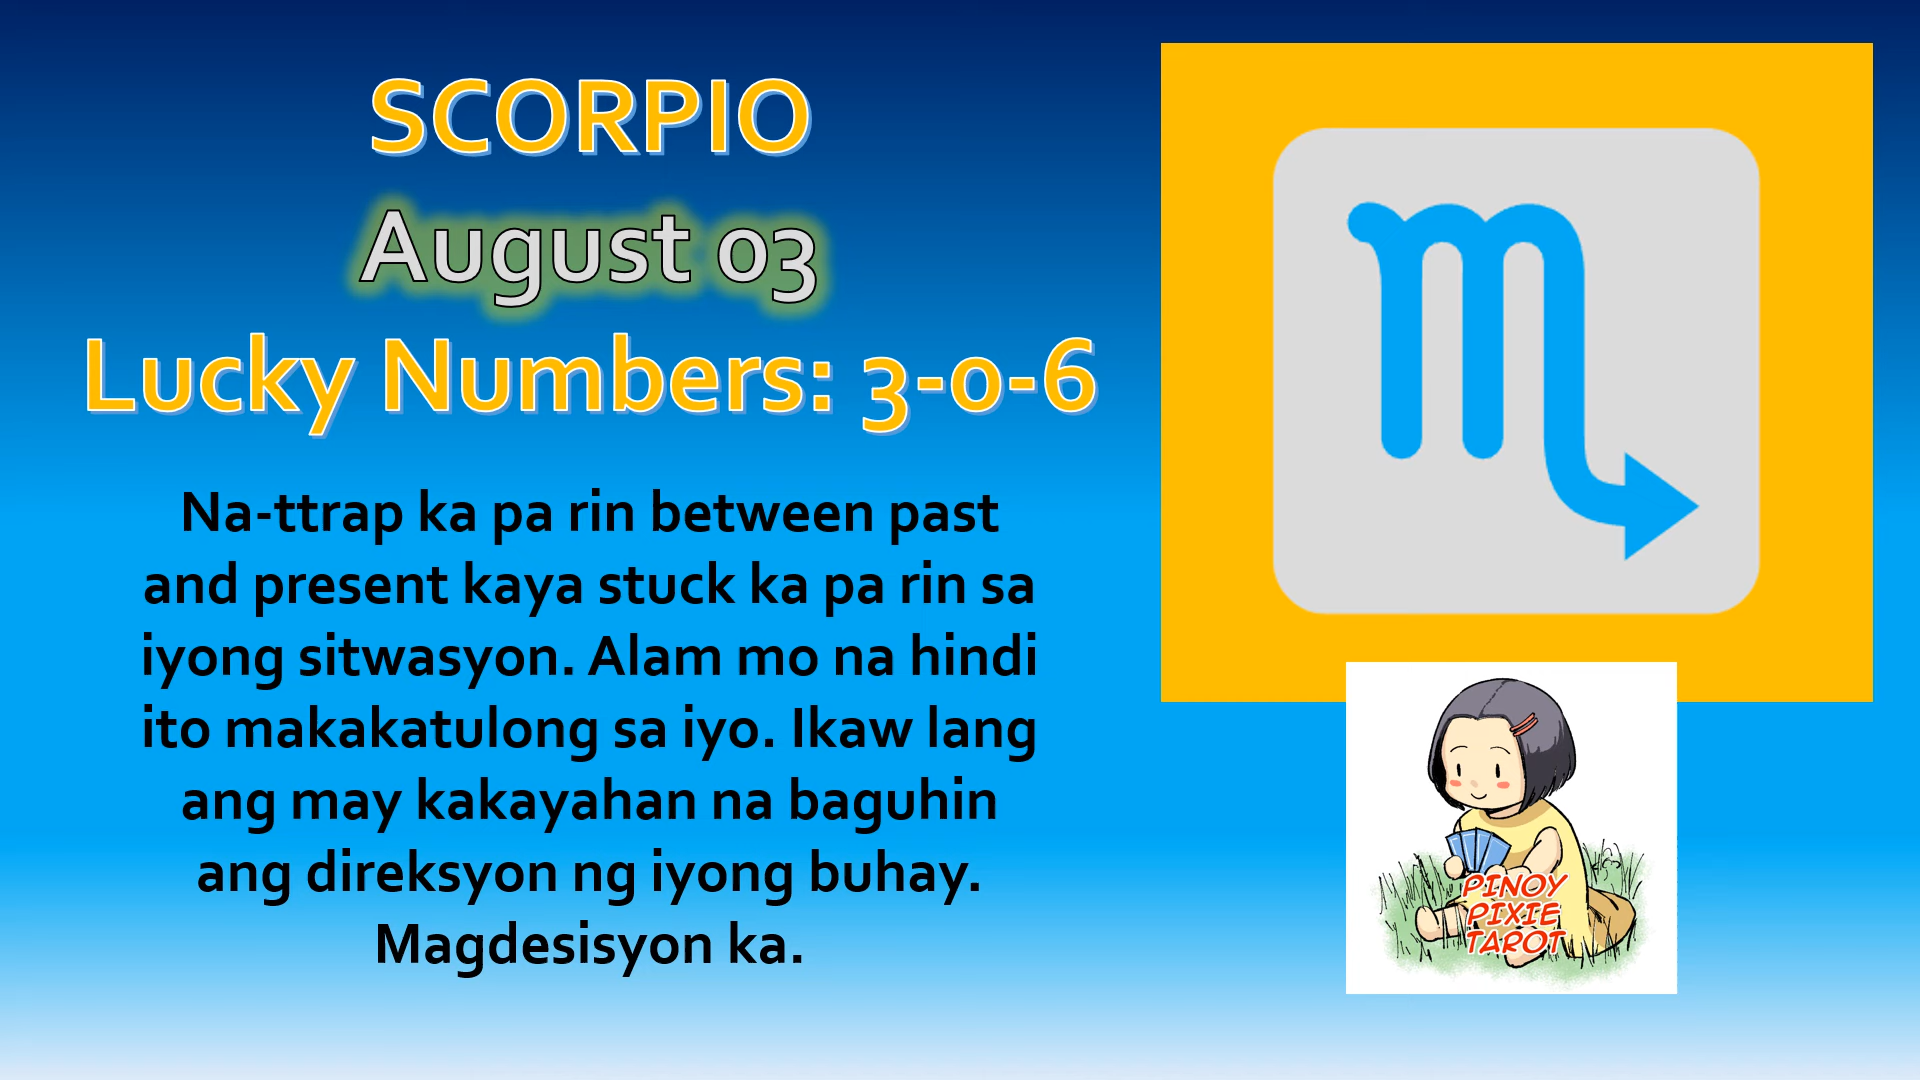 SCORPIO
August 03
Lucky Numbers: 3-0-6
Na-ttrap ka pa rin between past
and present kaya stuck ka pa rin sa
iyong sitwasyon. Alam mo na hindi
ito makakatulong sa iyo. Ikaw lang
ang may kakayahan na baguhin
ang direksyon ng iyong buhay.
Magdesisyon ka.
PINOY
PIXIE
TAROT